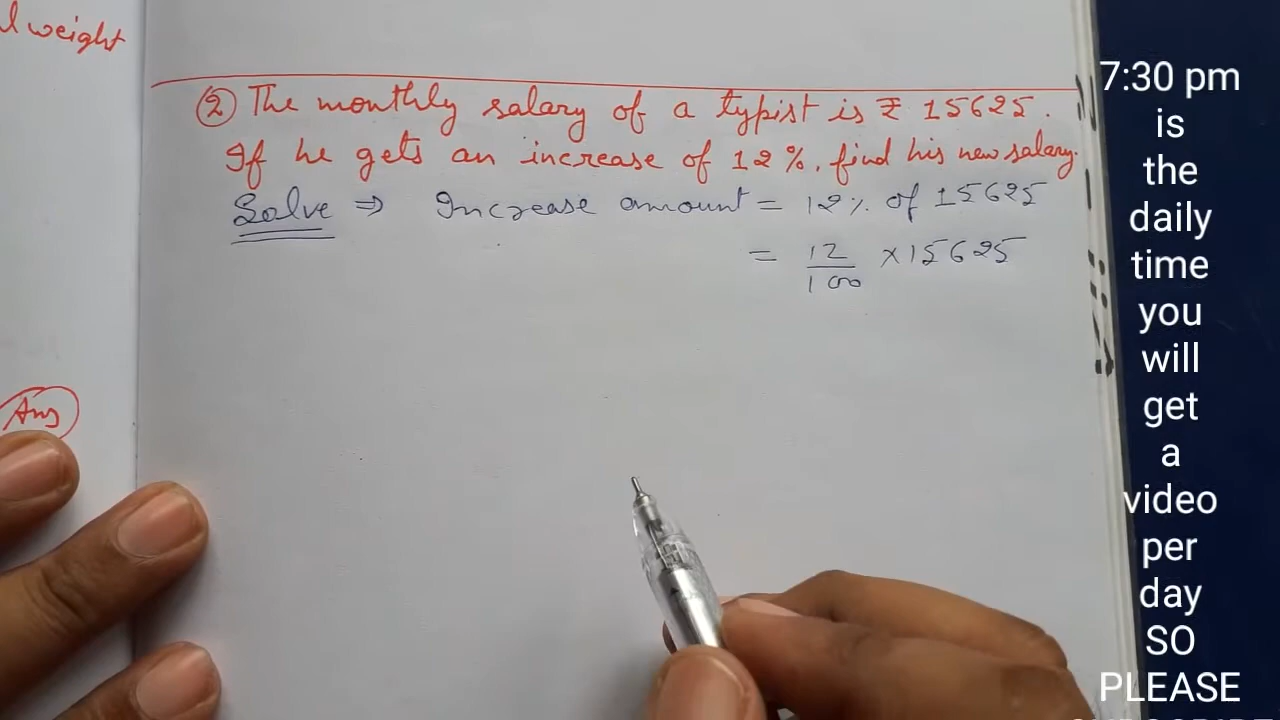 l weight
② The monthly salary of a typist is ₹ 15625.
If he gets an increase of 12%, find his new salary.
Solve ⇒ Increase amount = 12% of 15625
= 12/100 × 15625
Ans
7:30 pm
is
the
daily
time
you
will
get
a
video
per
day
SO
PLEASE